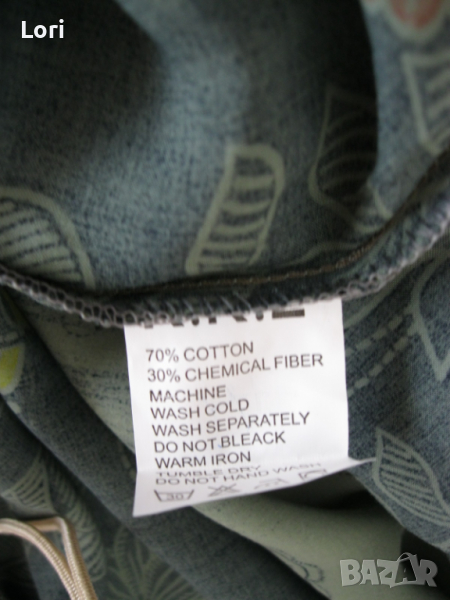 Lori
70% COTTON
30% CHEMICAL FIBER
MACHINE
WASH COLD
WASH SEPARATELY
DO NOT BLEACK
WARM IRON
TUMBLE DRY
DO NOT HAND WASH
30
BAZAR